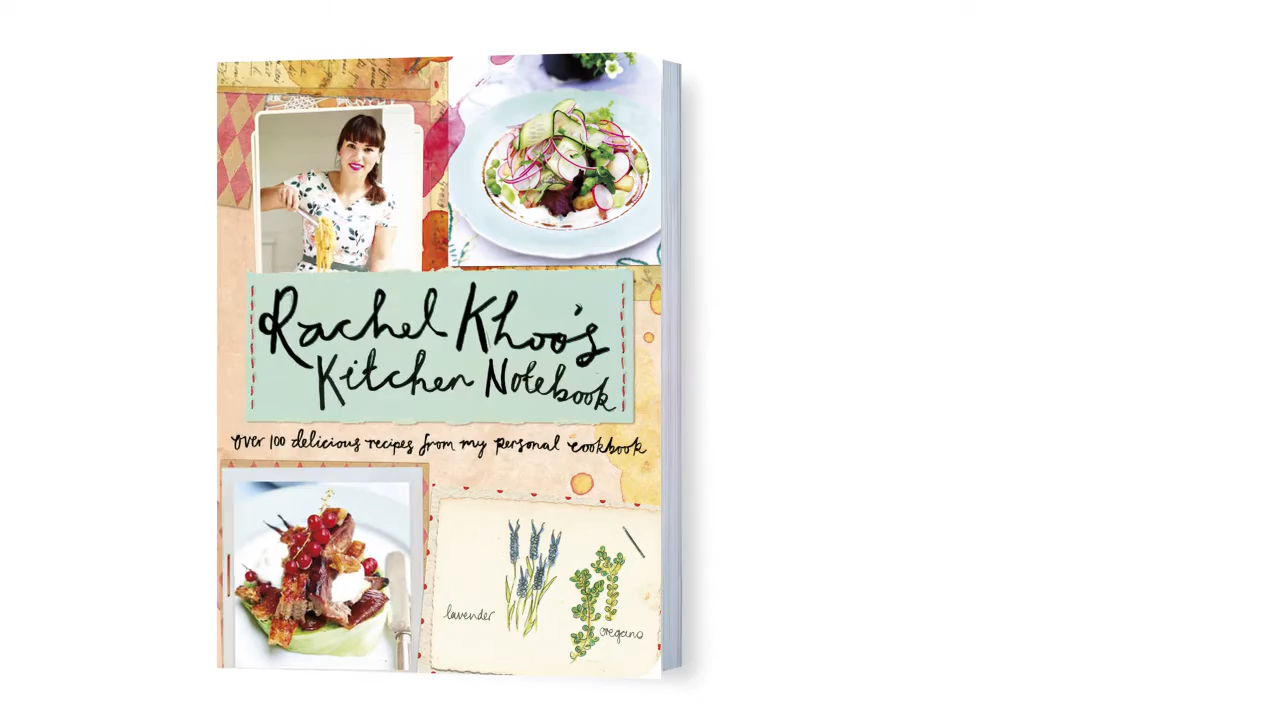 Rachel Khoo's
Kitchen Notebook
over 100 delicious recipes from my personal cookbook
lavender
oregano